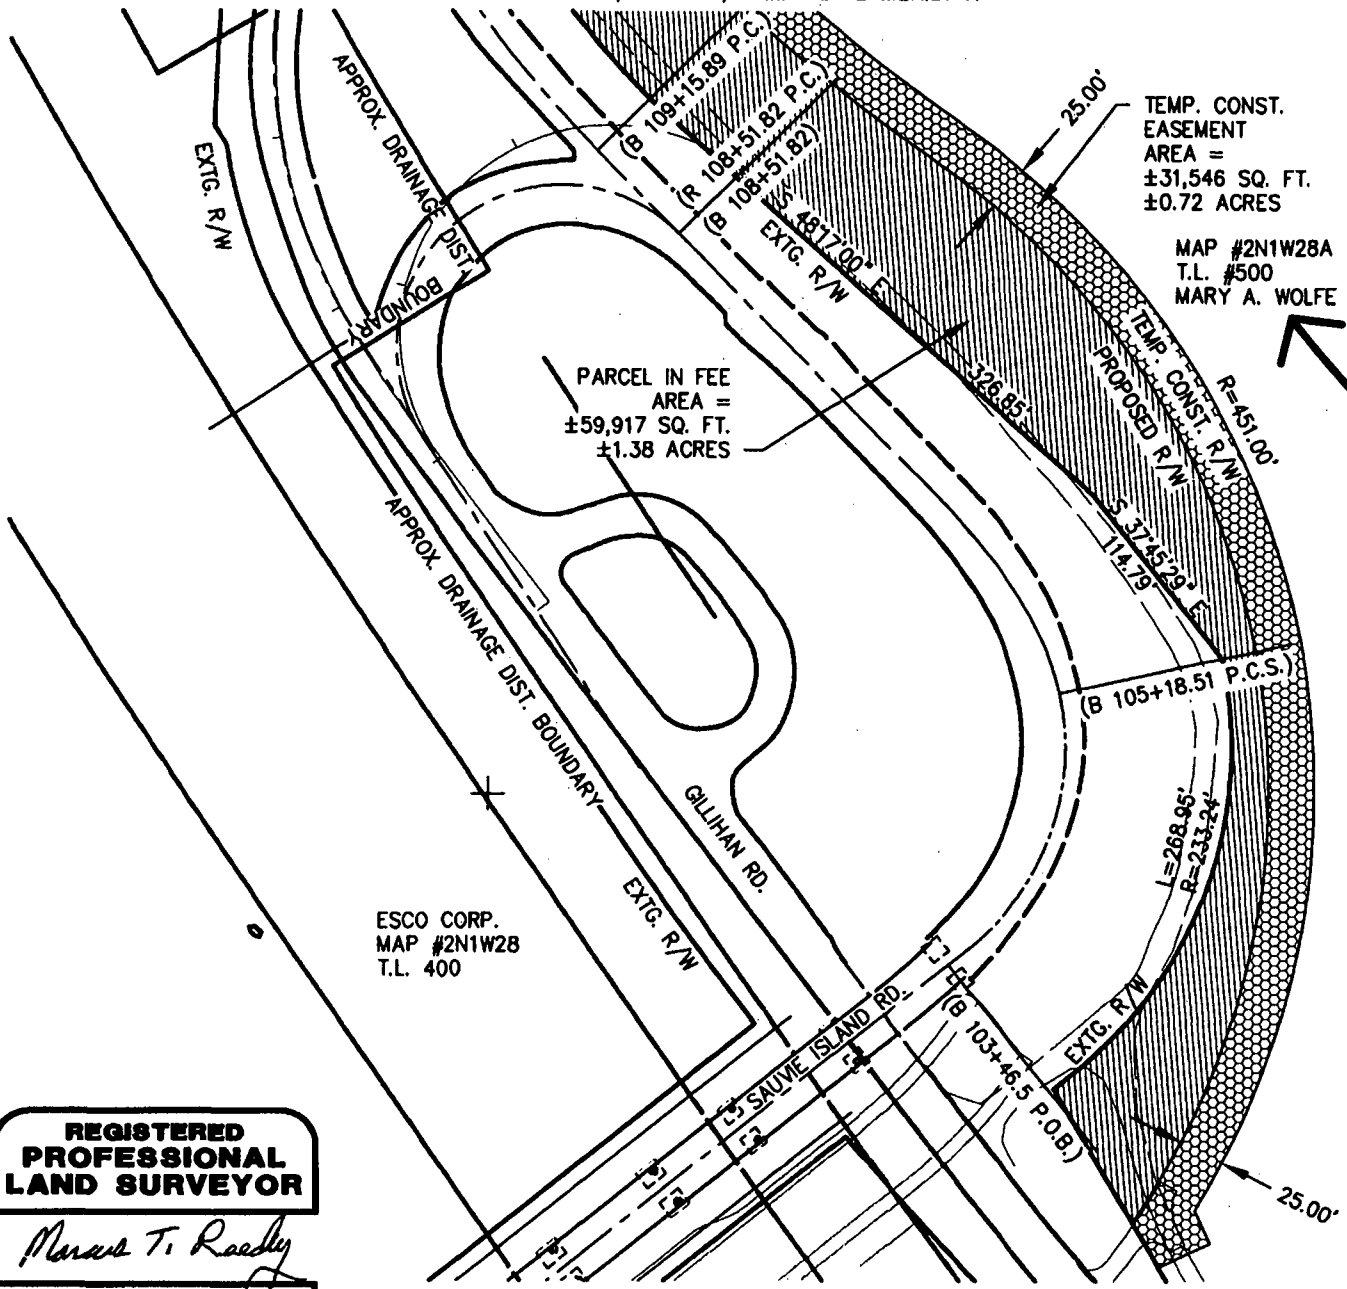 (B 109+15.89 P.C.)
(R 108+51.82 P.C.)
(B 108+51.82)
25.00'
TEMP. CONST.
EASEMENT
AREA =
±31,546 SQ. FT.
±0.72 ACRES
MAP #2N1W28A
T.L. #500
MARY A. WOLFE
APPROX. DRAINAGE DIST.
BOUNDARY
EXTG. R/W
S 48°17'00" E
326.85'
EXTG. R/W
TEMP. CONST. R/W
PROPOSED R/W
R=451.00'
PARCEL IN FEE
AREA =
±59,917 SQ. FT.
±1.38 ACRES
S 37°45'29" E
114.79'
APPROX. DRAINAGE DIST. BOUNDARY
(B 105+18.51 P.C.S.)
GILLIHAN RD.
L=268.95'
R=233.24'
EXTG. R/W
ESCO CORP.
MAP #2N1W28
T.L. 400
SAUVIE ISLAND RD.
(B 103+46.5 P.O.B.)
EXTG. R/W
25.00'
REGISTERED
PROFESSIONAL
LAND SURVEYOR